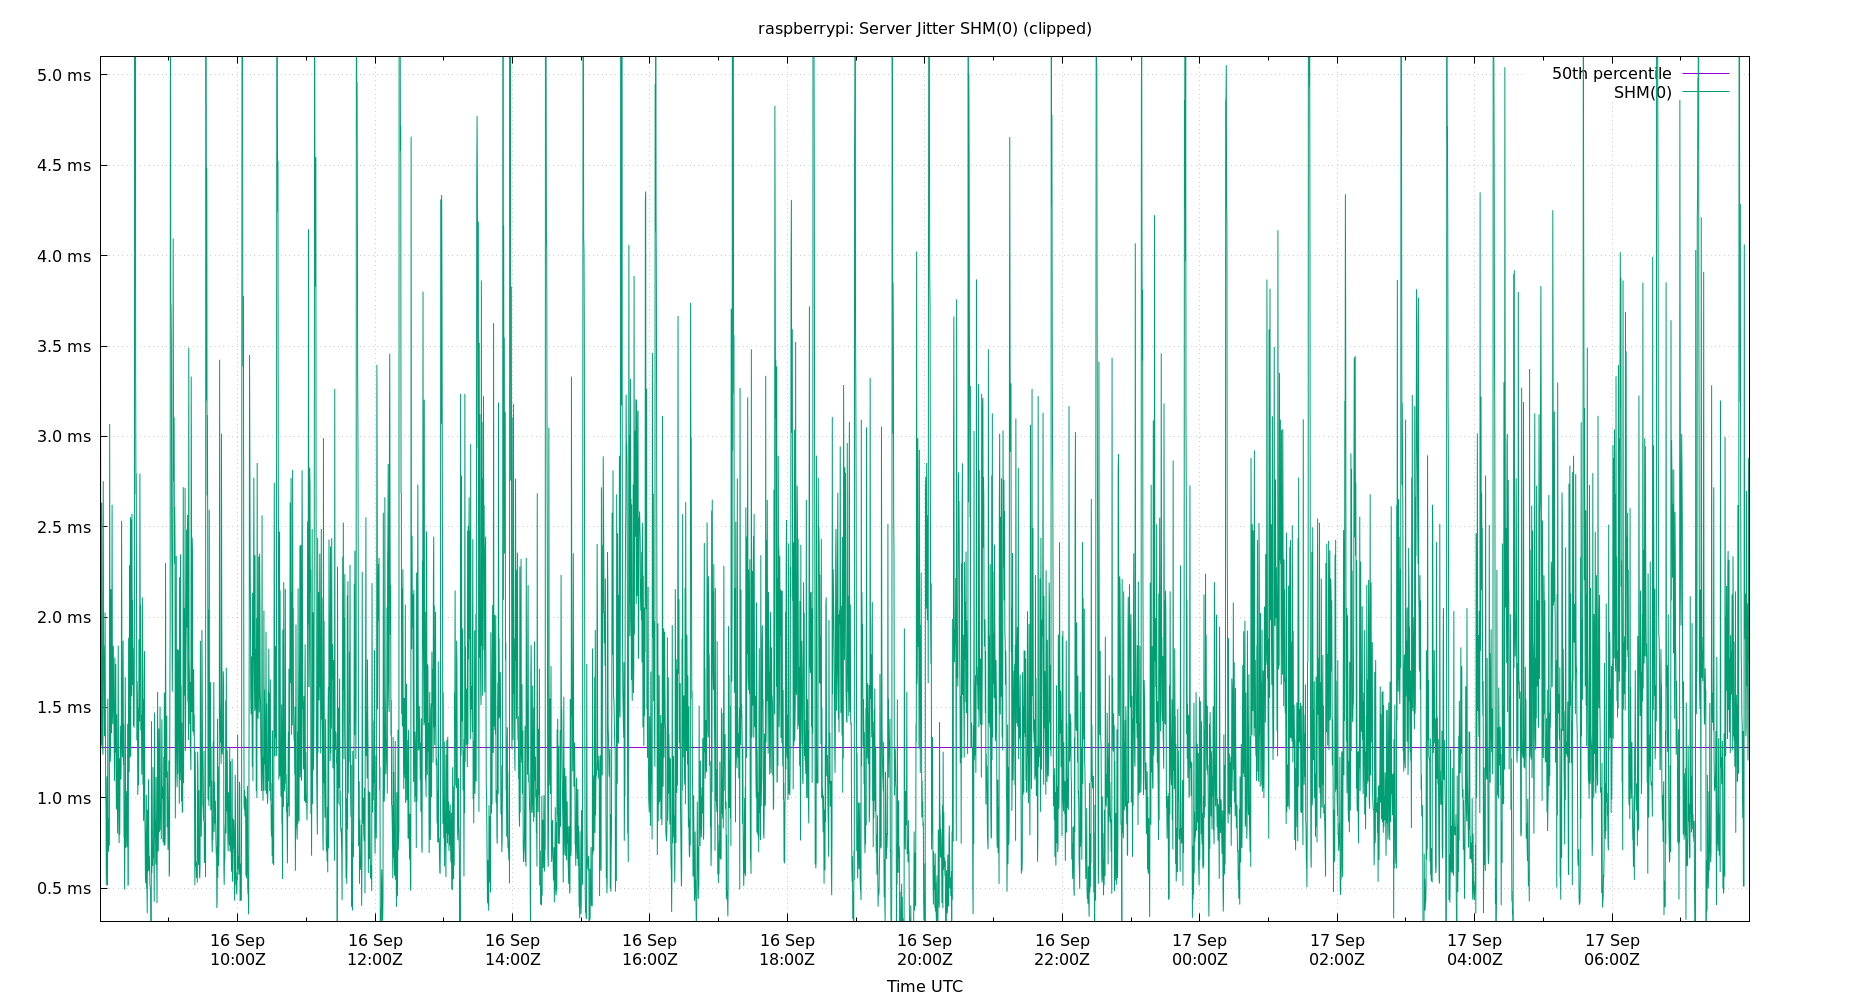 raspberrypi: Server Jitter SHM(0) (clipped)
50th percentile
SHM(0)
5.0 ms
4.5 ms
4.0 ms
3.5 ms
3.0 ms
2.5 ms
2.0 ms
1.5 ms
1.0 ms
0.5 ms
16 Sep 16 Sep 16 Sep 16 Sep 16 Sep 16 Sep 16 Sep 17 Sep 17 Sep 17 Sep 17 Sep
10:00Z 12:00Z 14:00Z 16:00Z 18:00Z 20:00Z 22:00Z 00:00Z 02:00Z 04:00Z 06:00Z
Time UTC